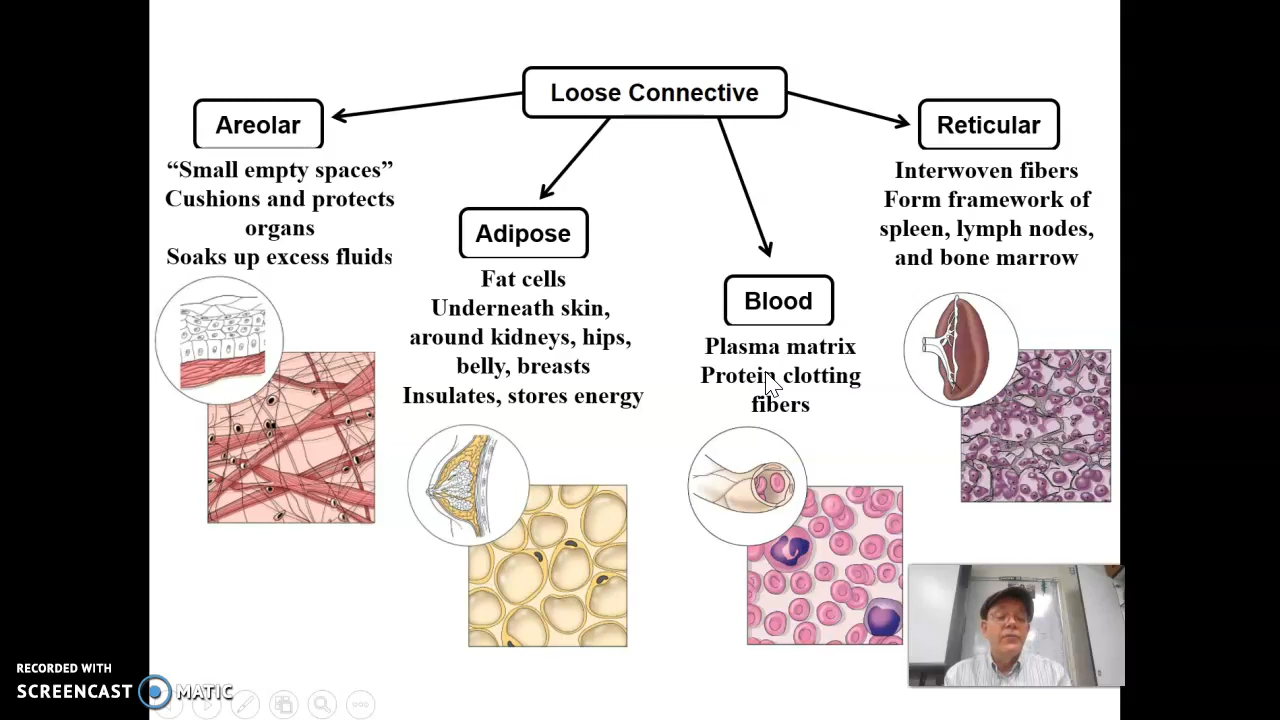 Loose Connective
Areolar
“Small empty spaces”
Cushions and protects
organs
Soaks up excess fluids
Adipose
Fat cells
Underneath skin,
around kidneys, hips,
belly, breasts
Insulates, stores energy
Blood
Plasma matrix
Protein clotting
fibers
Reticular
Interwoven fibers
Form framework of
spleen, lymph nodes,
and bone marrow
RECORDED WITH
SCREENCAST MATIC